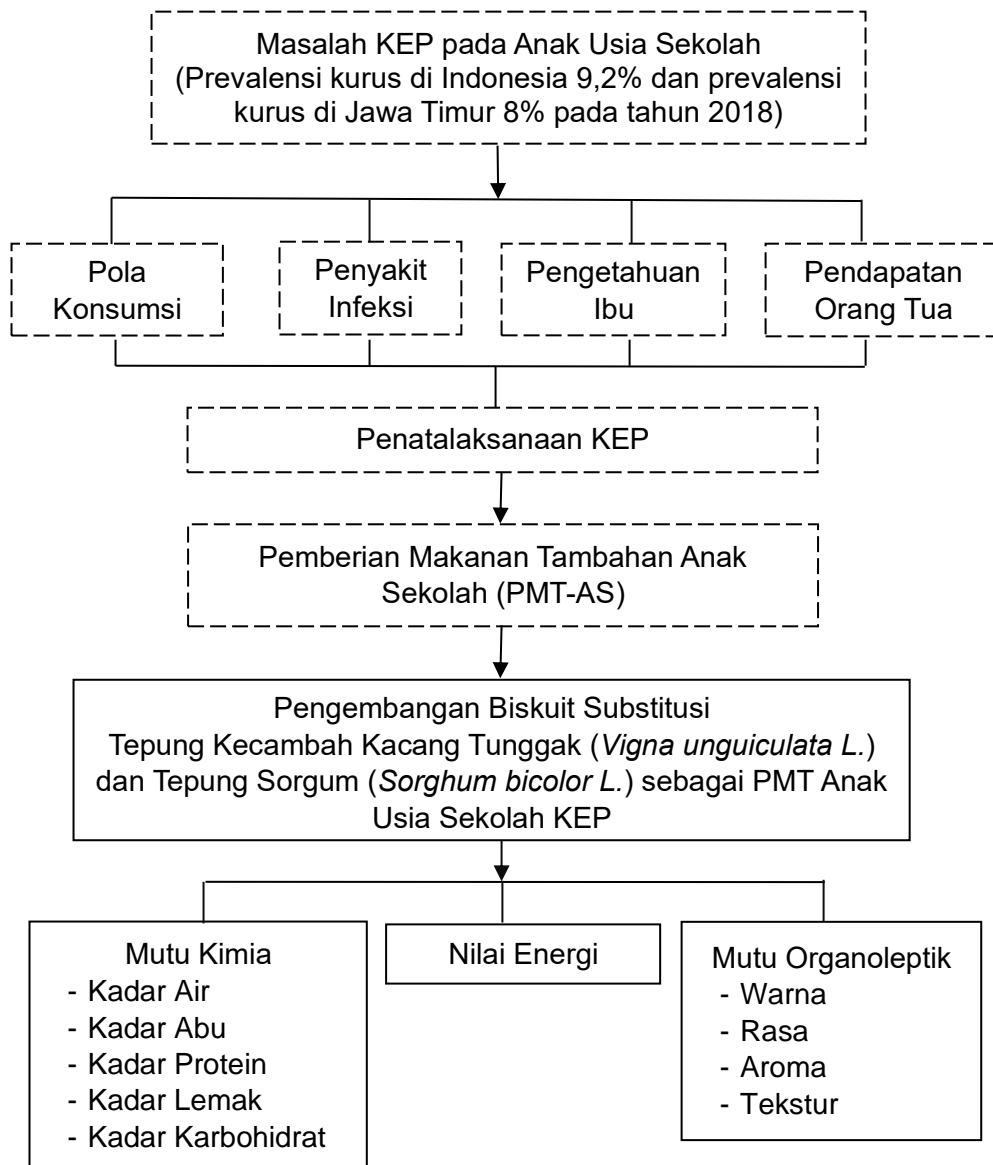 Masalah KEP pada Anak Usia Sekolah
(Prevalensi kurus di Indonesia 9,2% dan prevalensi
kurus di Jawa Timur 8% pada tahun 2018)
Pola
Konsumsi
Penyakit
Infeksi
Pengetahuan
Ibu
Pendapatan
Orang Tua
Penatalaksanaan KEP
Pemberian Makanan Tambahan Anak
Sekolah (PMT-AS)
Pengembangan Biskuit Substitusi
Tepung Kecambah Kacang Tunggak (Vigna unguiculata L.)
dan Tepung Sorgum (Sorghum bicolor L.) sebagai PMT Anak
Usia Sekolah KEP
Mutu Kimia
- Kadar Air
- Kadar Abu
- Kadar Protein
- Kadar Lemak
- Kadar Karbohidrat
Nilai Energi
Mutu Organoleptik
- Warna
- Rasa
- Aroma
- Tekstur